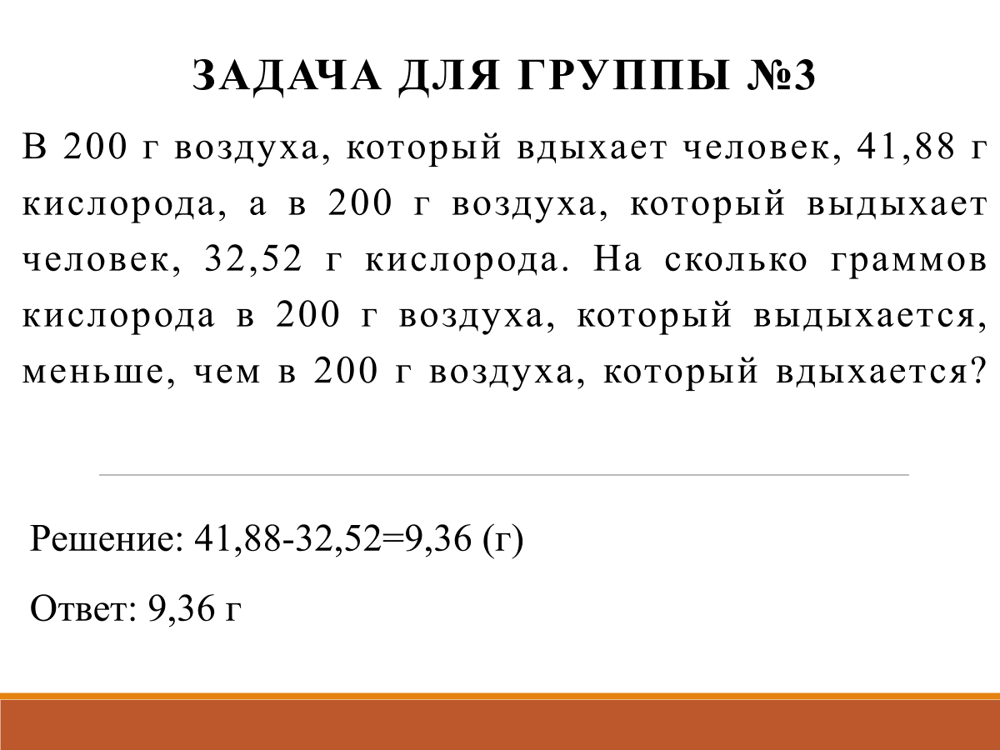 ЗАДАЧА ДЛЯ ГРУППЫ №3
В 200 г воздуха, который вдыхает человек, 41,88 г
кислорода, а в 200 г воздуха, который выдыхает
человек, 32,52 г кислорода. На сколько граммов
кислорода в 200 г воздуха, который выдыхается,
меньше, чем в 200 г воздуха, который вдыхается?
Решение: 41,88-32,52=9,36 (г)
Ответ: 9,36 г